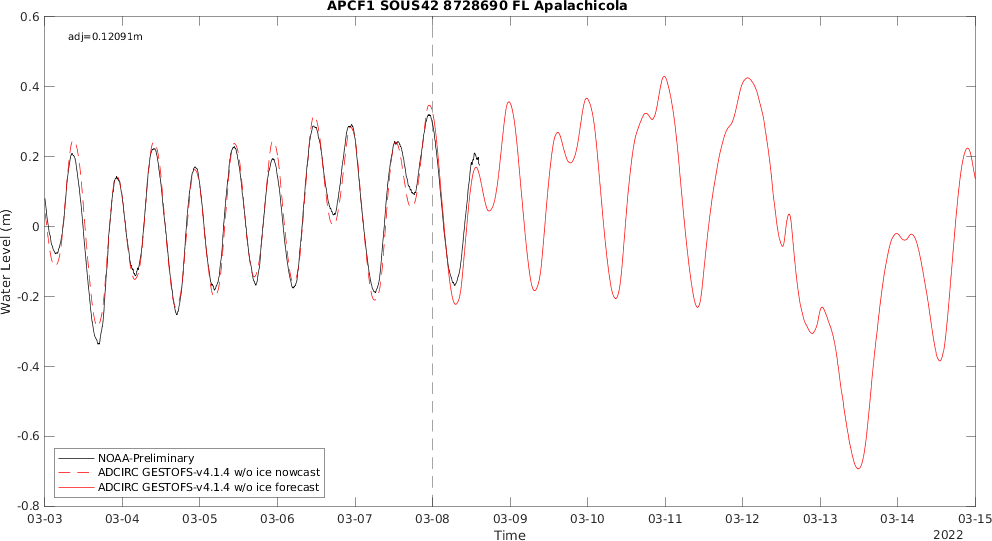 APCF1 SOUS42 8728690 FL Apalachicola
adj=0.12091m
0.6
0.4
0.2
0
-0.2
-0.4
-0.6
-0.8
Water Level (m)
NOAA-Preliminary
ADCIRC GESTOFS-v4.1.4 w/o ice nowcast
ADCIRC GESTOFS-v4.1.4 w/o ice forecast
03-03 03-04 03-05 03-06 03-07 03-08 03-09 03-10 03-11 03-12 03-13 03-14 03-15
Time
2022